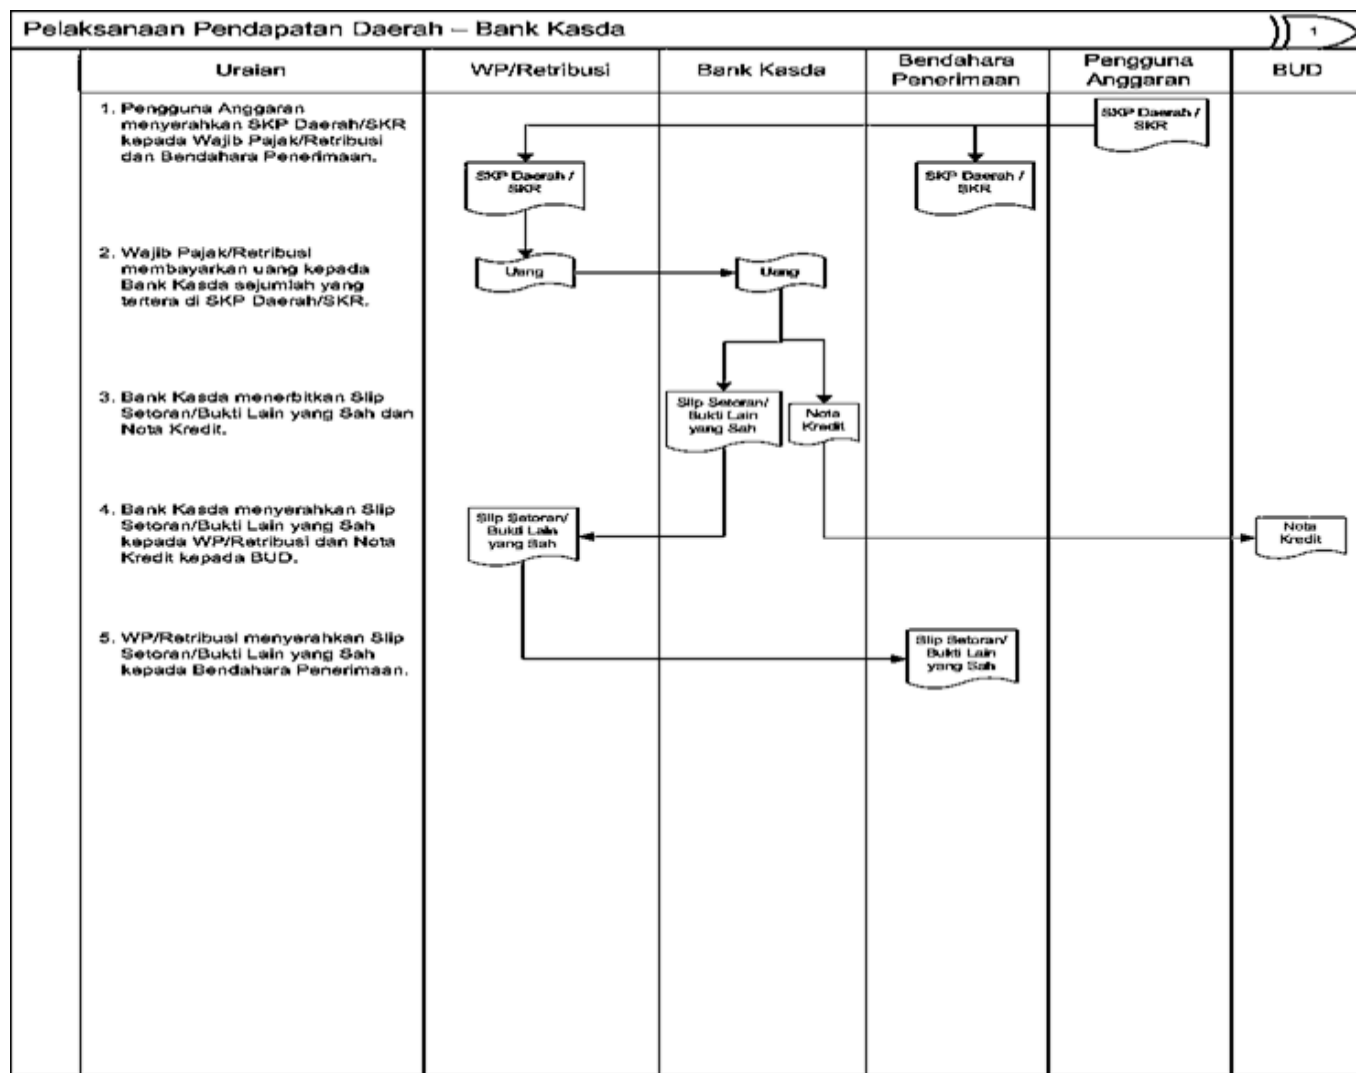 Pelaksanaan Pendapatan Daerah – Bank Kasda
1
Uraian
WP/Retribusi
Bank Kasda
Bendahara
Penerimaan
Pengguna
Anggaran
BUD
1. Pengguna Anggaran
menyerahkan SKP Daerah/SKR
kepada Wajib Pajak/Retribusi
dan Bendahara Penerimaan.
SKP Daerah /
SKR
SKP Daerah /
SKR
SKP Daerah /
SKR
2. Wajib Pajak/Retribusi
membayarkan uang kepada
Bank Kasda sejumlah yang
tertera di SKP Daerah/SKR.
Uang
Uang
3. Bank Kasda menerbitkan Slip
Setoran/Bukti Lain yang Sah dan
Nota Kredit.
Slip Setoran/
Bukti Lain
yang Sah
Nota
Kredit
4. Bank Kasda menyerahkan Slip
Setoran/Bukti Lain yang Sah
kepada WP/Retribusi dan Nota
Kredit kepada BUD.
Slip Setoran/
Bukti Lain
yang Sah
Nota
Kredit
5. WP/Retribusi menyerahkan Slip
Setoran/Bukti Lain yang Sah
kepada Bendahara Penerimaan.
Slip Setoran/
Bukti Lain
yang Sah